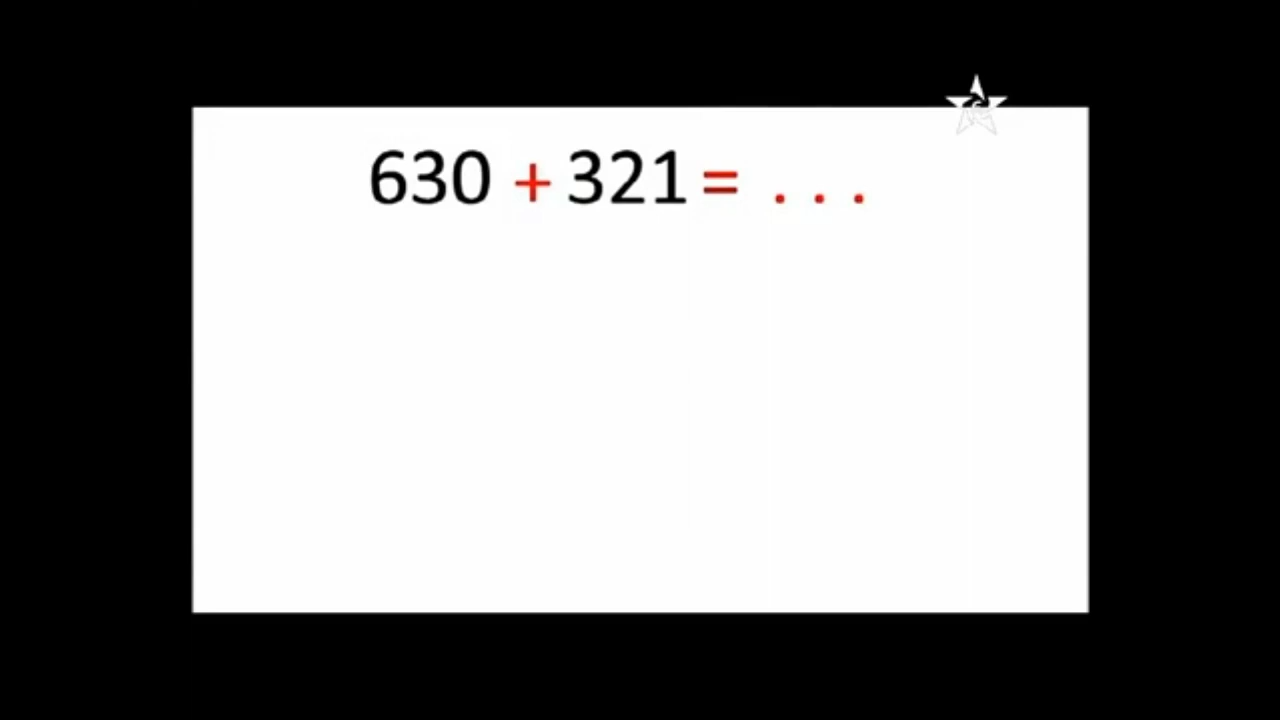 630 + 321 = . . .